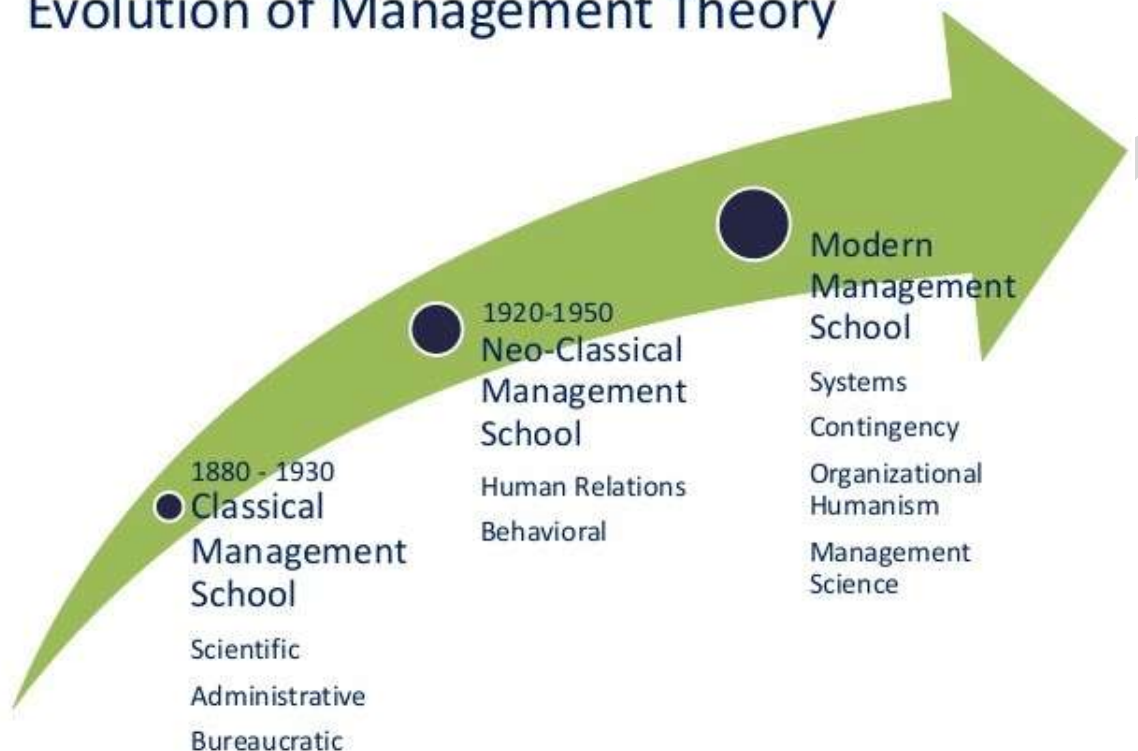 Evolution of Management Theory
1880 - 1930
Classical
Management
School
Scientific
Administrative
Bureaucratic
1920-1950
Neo-Classical
Management
School
Human Relations
Behavioral
Modern
Management
School
Systems
Contingency
Organizational
Humanism
Management
Science